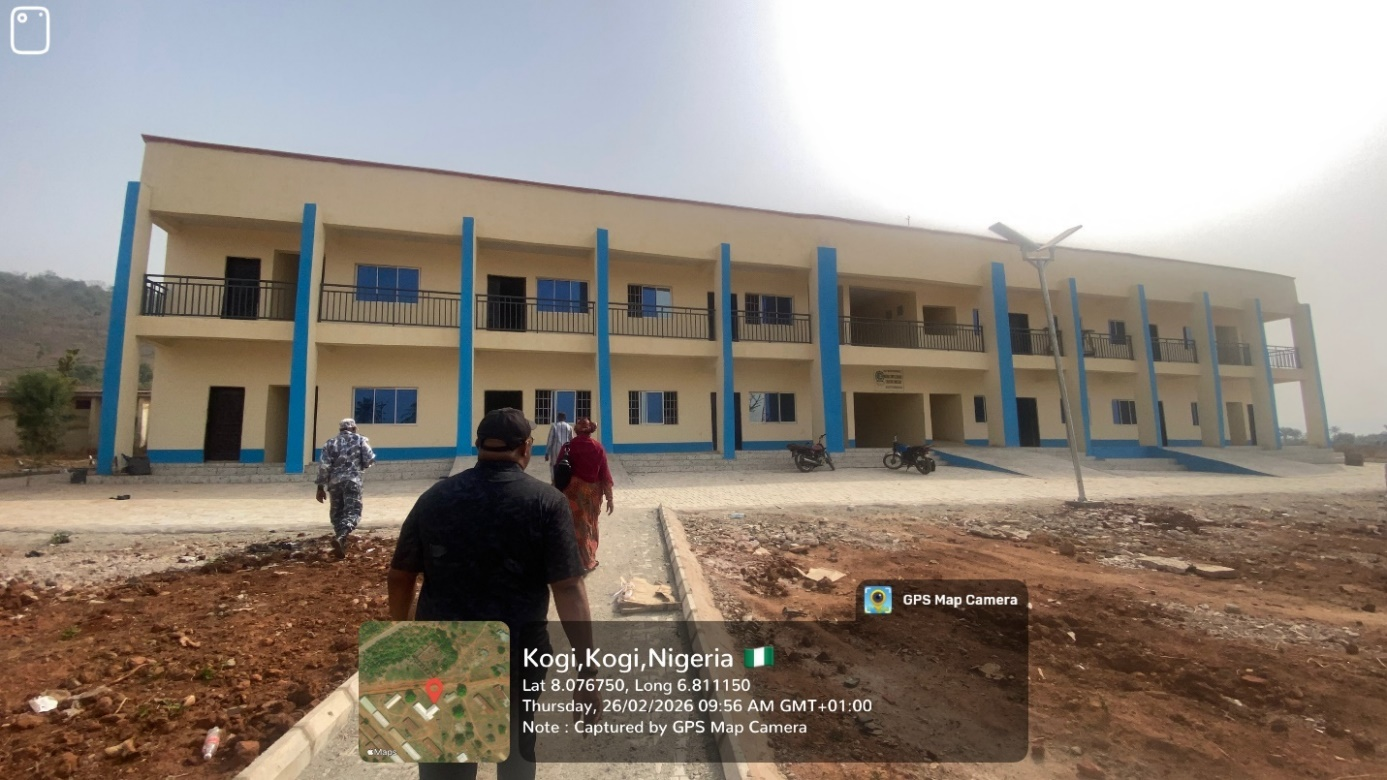 GPS Map Camera
Kogi,Kogi,Nigeria
Lat 8.076750, Long 6.811150
Thursday, 26/02/2026 09:56 AM GMT+01:00
Note : Captured by GPS Map Camera
Maps